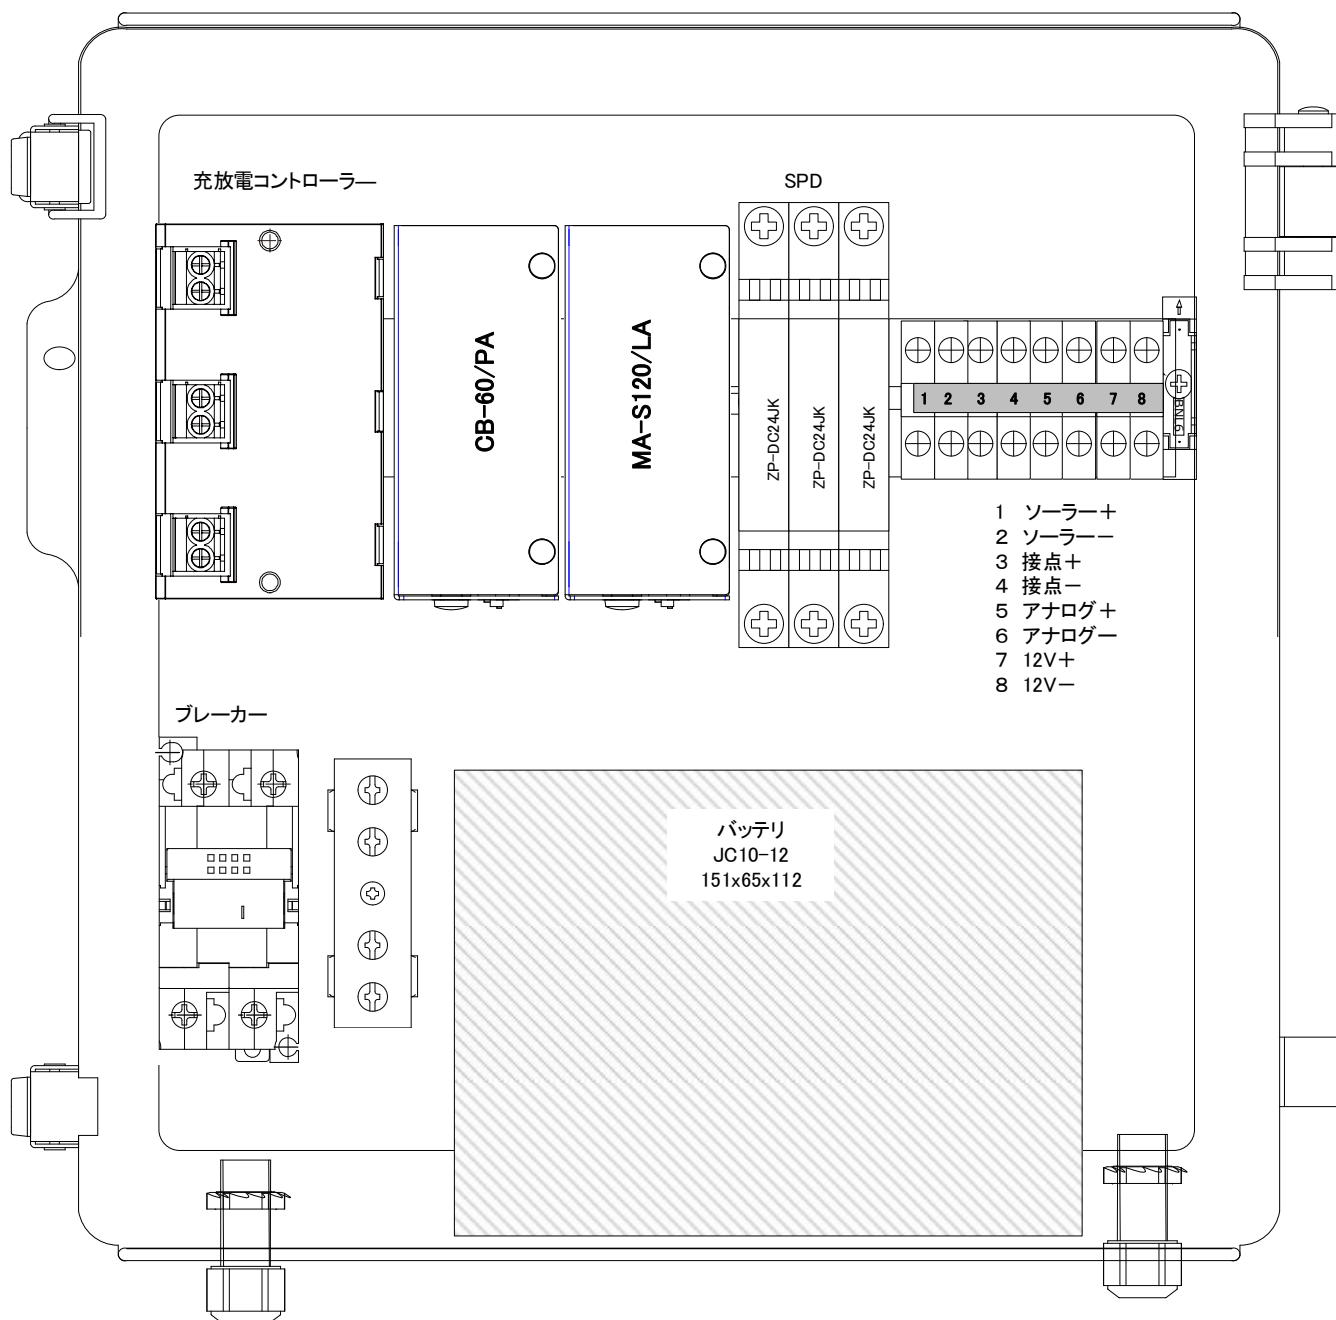 充放電コントローラー
SPD
CB-60/PA
MA-S120/LA
ZP-DC24JK
ZP-DC24JK
ZP-DC24JK
1 2 3 4 5 6 7 8
BNL6
1 ソーラー＋
2 ソーラー－
3 接点＋
4 接点－
5 アナログ＋
6 アナログ－
7 12V＋
8 12V－
ブレーカー
バッテリ
JC10-12
151x65x112